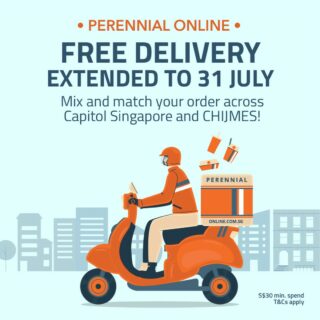 • PERENNIAL ONLINE •
FREE DELIVERY
EXTENDED TO 31 JULY
Mix and match your order across
Capitol Singapore and CHIJMES!
PERENNIAL
ONLINE.COM.SG
S$30 min. spend
T&Cs apply